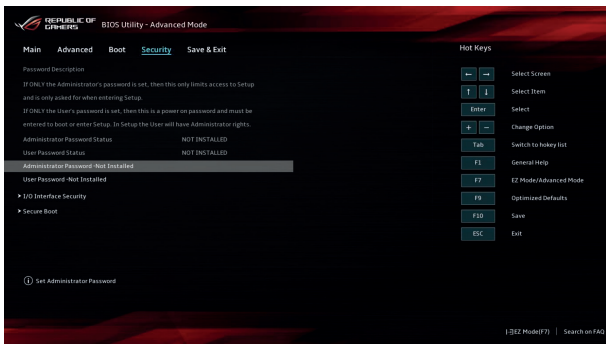 REPUBLIC OF
GAMERS
BIOS Utility - Advanced Mode
Main Advanced Boot Security Save & Exit
Password Description
If ONLY the Administrator's password is set, then this only limits access to Setup
and is only asked for when entering Setup.
If ONLY the User's password is set, then this is a power on password and must be
entered to boot or enter Setup. In Setup the User will have Administrator rights.
Administrator Password Status NOT INSTALLED
User Password Status NOT INSTALLED
Administrator Password -Not Installed
User Password -Not Installed
I/O Interface Security
Secure Boot
Set Administrator Password
Hot Keys
← → Select Screen
↑ ↓ Select Item
Enter Select
+ − Change Option
Tab Switch to hokey list
F1 General Help
F7 EZ Mode/Advanced Mode
F9 Optimized Defaults
F10 Save
ESC Exit
EZ Mode(F7) | Search on FAQ